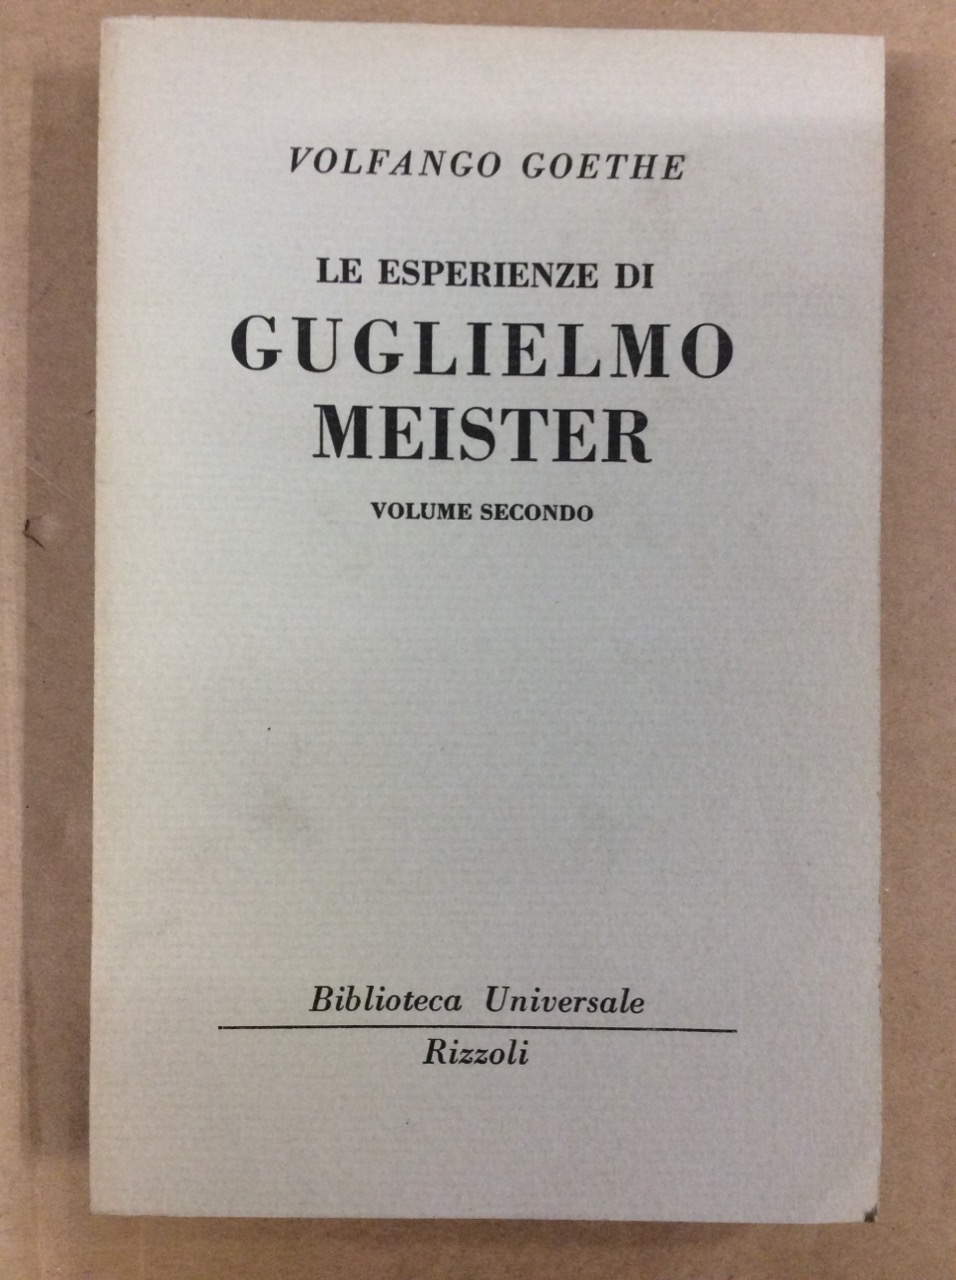 VOLFANGO GOETHE
LE ESPERIENZE DI
GUGLIELMO
MEISTER
VOLUME SECONDO
Biblioteca Universale
Rizzoli